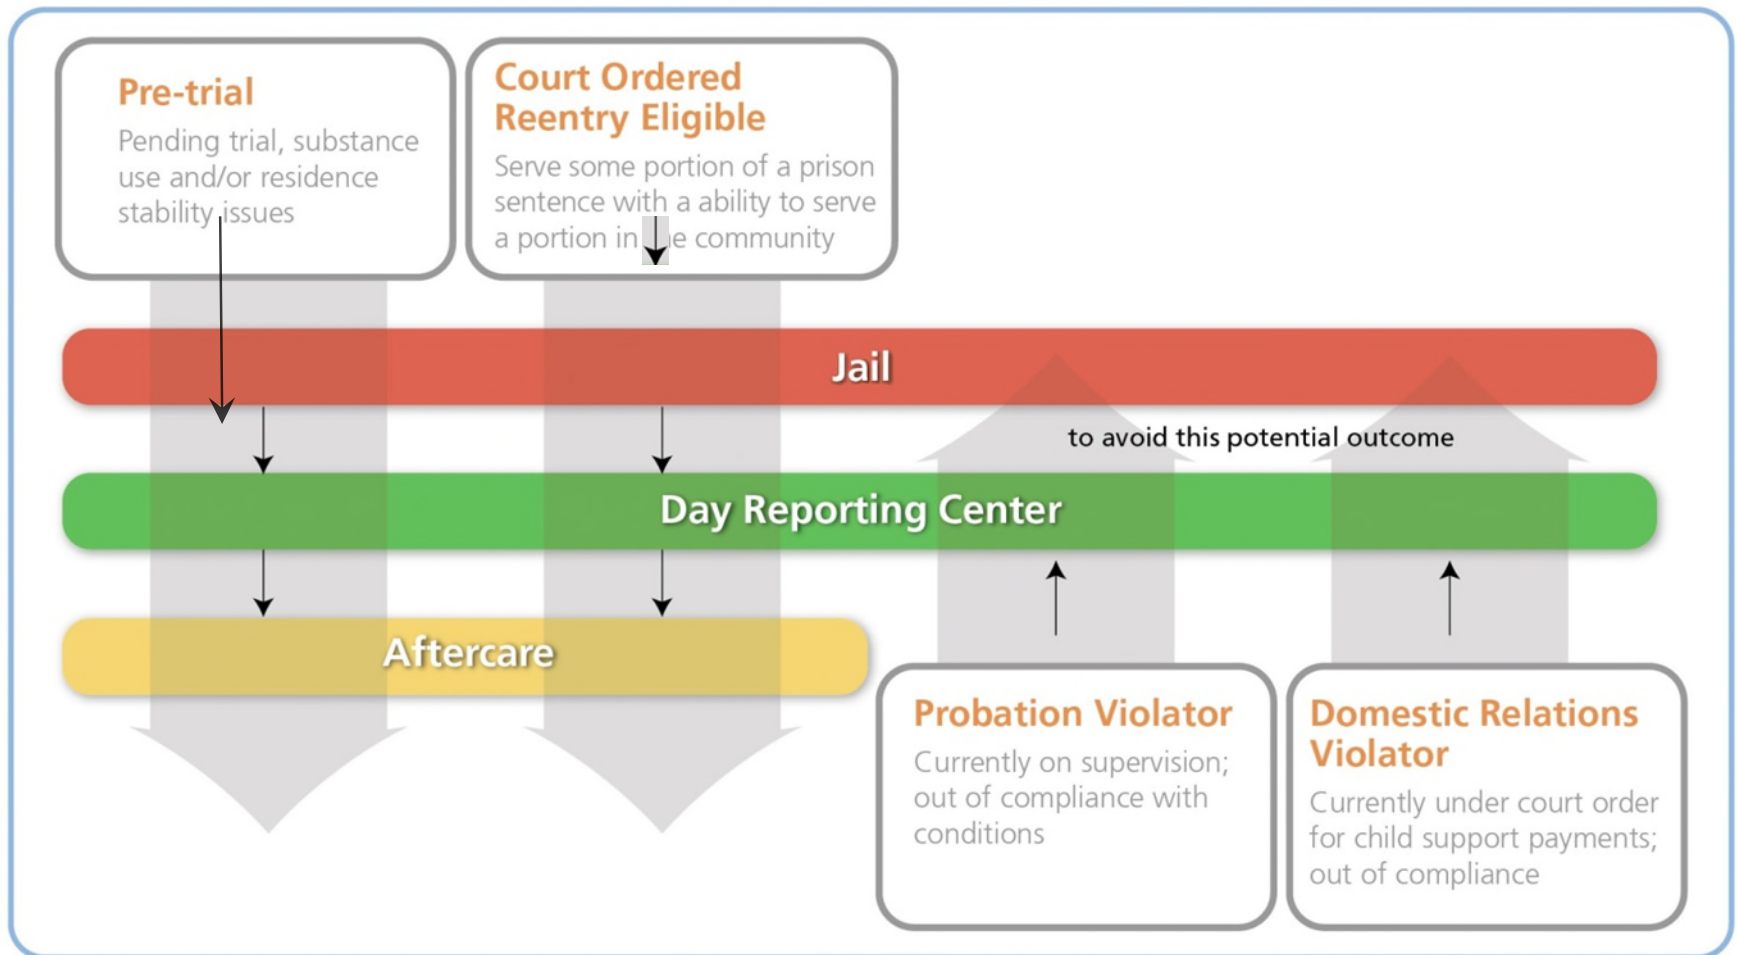 Pre-trial
Pending trial, substance
use and/or residence
stability issues
Court Ordered
Reentry Eligible
Serve some portion of a prison
sentence with a ability to serve
a portion in community
Jail
to avoid this potential outcome
Day Reporting Center
Aftercare
Probation Violator
Currently on supervision;
out of compliance with
conditions
Domestic Relations
Violator
Currently under court order
for child support payments;
out of compliance